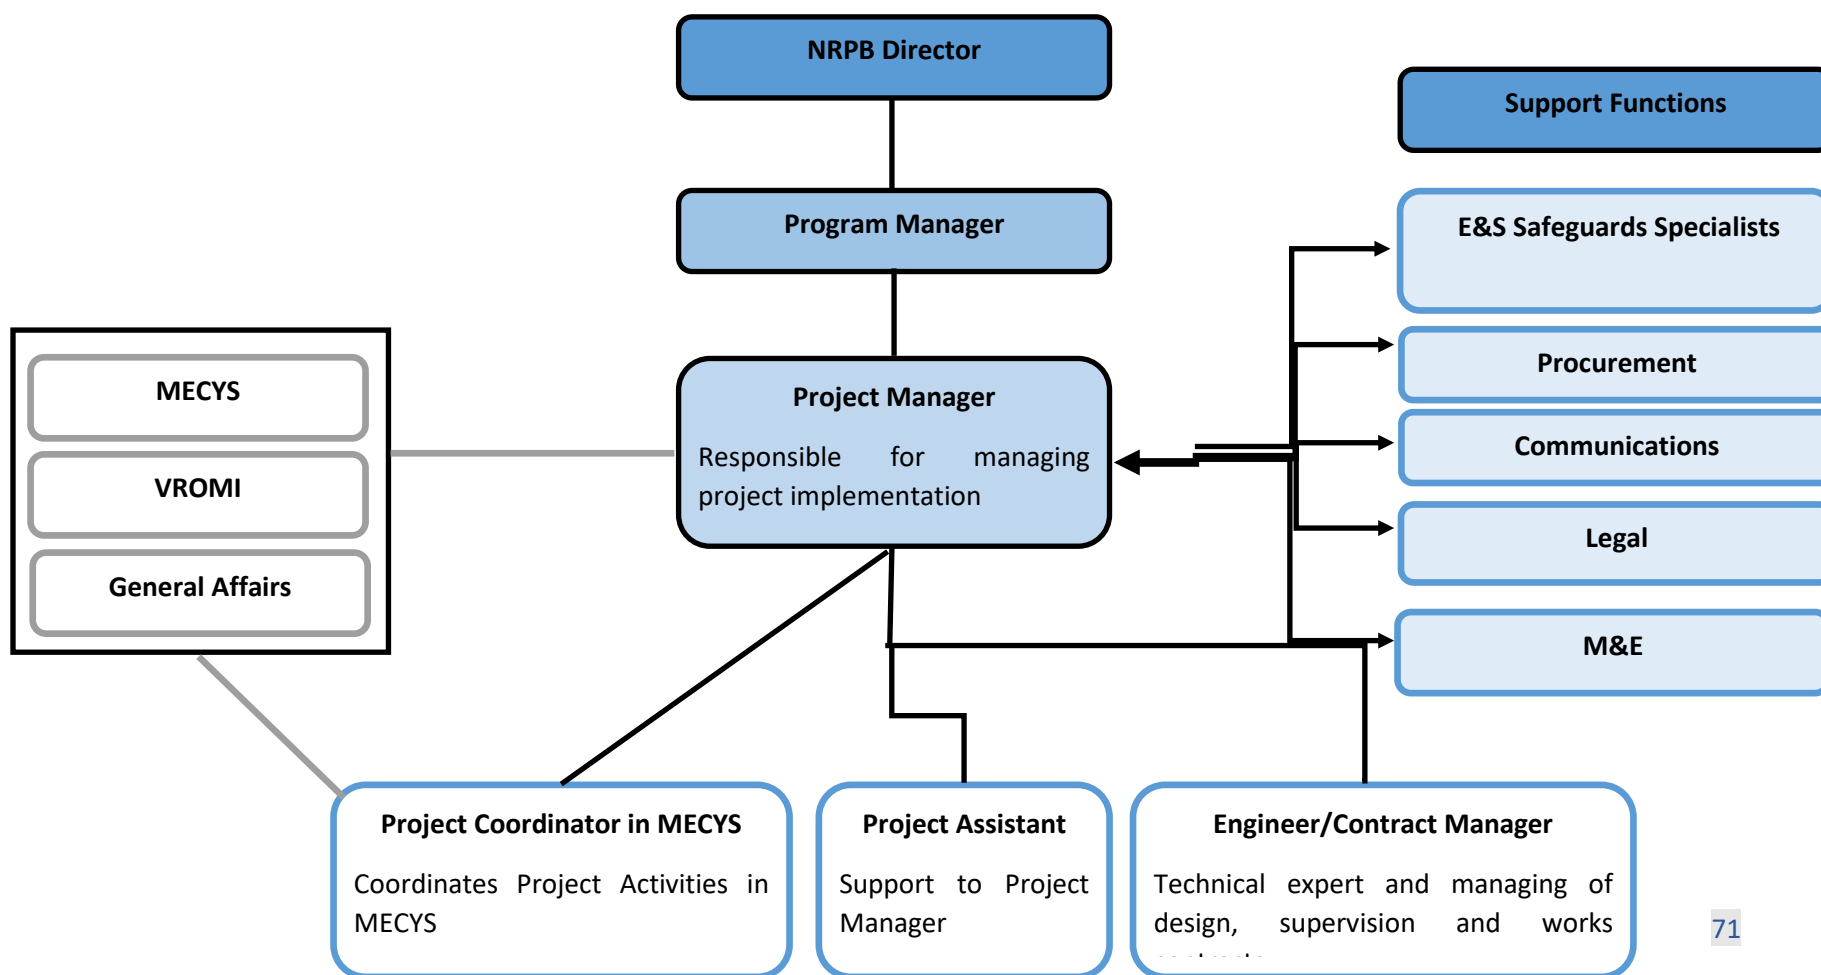 NRPB Director
Support Functions
Program Manager
E&S Safeguards Specialists
Procurement
MECYS
Project Manager
Communications
Responsible for managing
project implementation
VROMI
Legal
General Affairs
M&E
Project Coordinator in MECYS
Coordinates Project Activities in
MECYS
Project Assistant
Support to Project
Manager
Engineer/Contract Manager
Technical expert and managing of
design, supervision and works
71